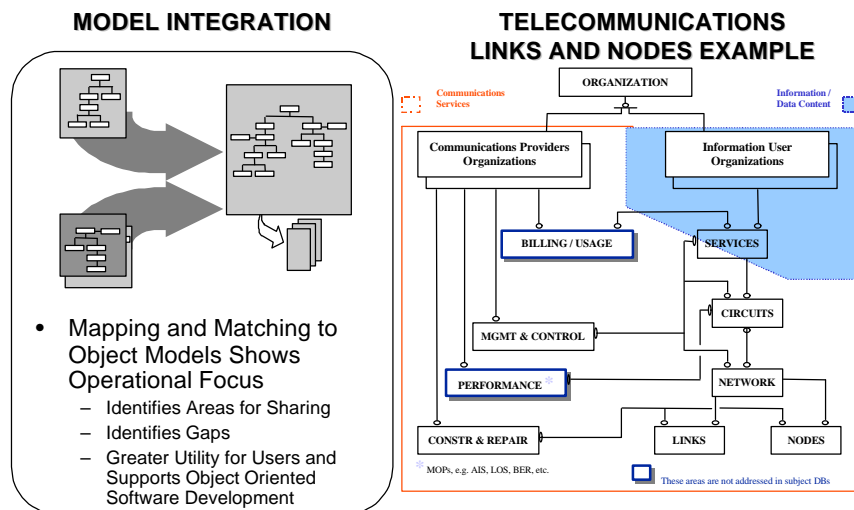 MODEL INTEGRATION
• Mapping and Matching to
Object Models Shows
Operational Focus
– Identifies Areas for Sharing
– Identifies Gaps
– Greater Utility for Users and
Supports Object Oriented
Software Development
TELECOMMUNICATIONS
LINKS AND NODES EXAMPLE
Communications
Services
ORGANIZATION
Information /
Data Content
Communications Providers
Organizations
Information User
Organizations
BILLING / USAGE
SERVICES
CIRCUITS
MGMT & CONTROL
PERFORMANCE *
NETWORK
CONSTR & REPAIR
LINKS
NODES
* MOPs, e.g. AIS, LOS, BER, etc.
These areas are not addressed in subject DBs